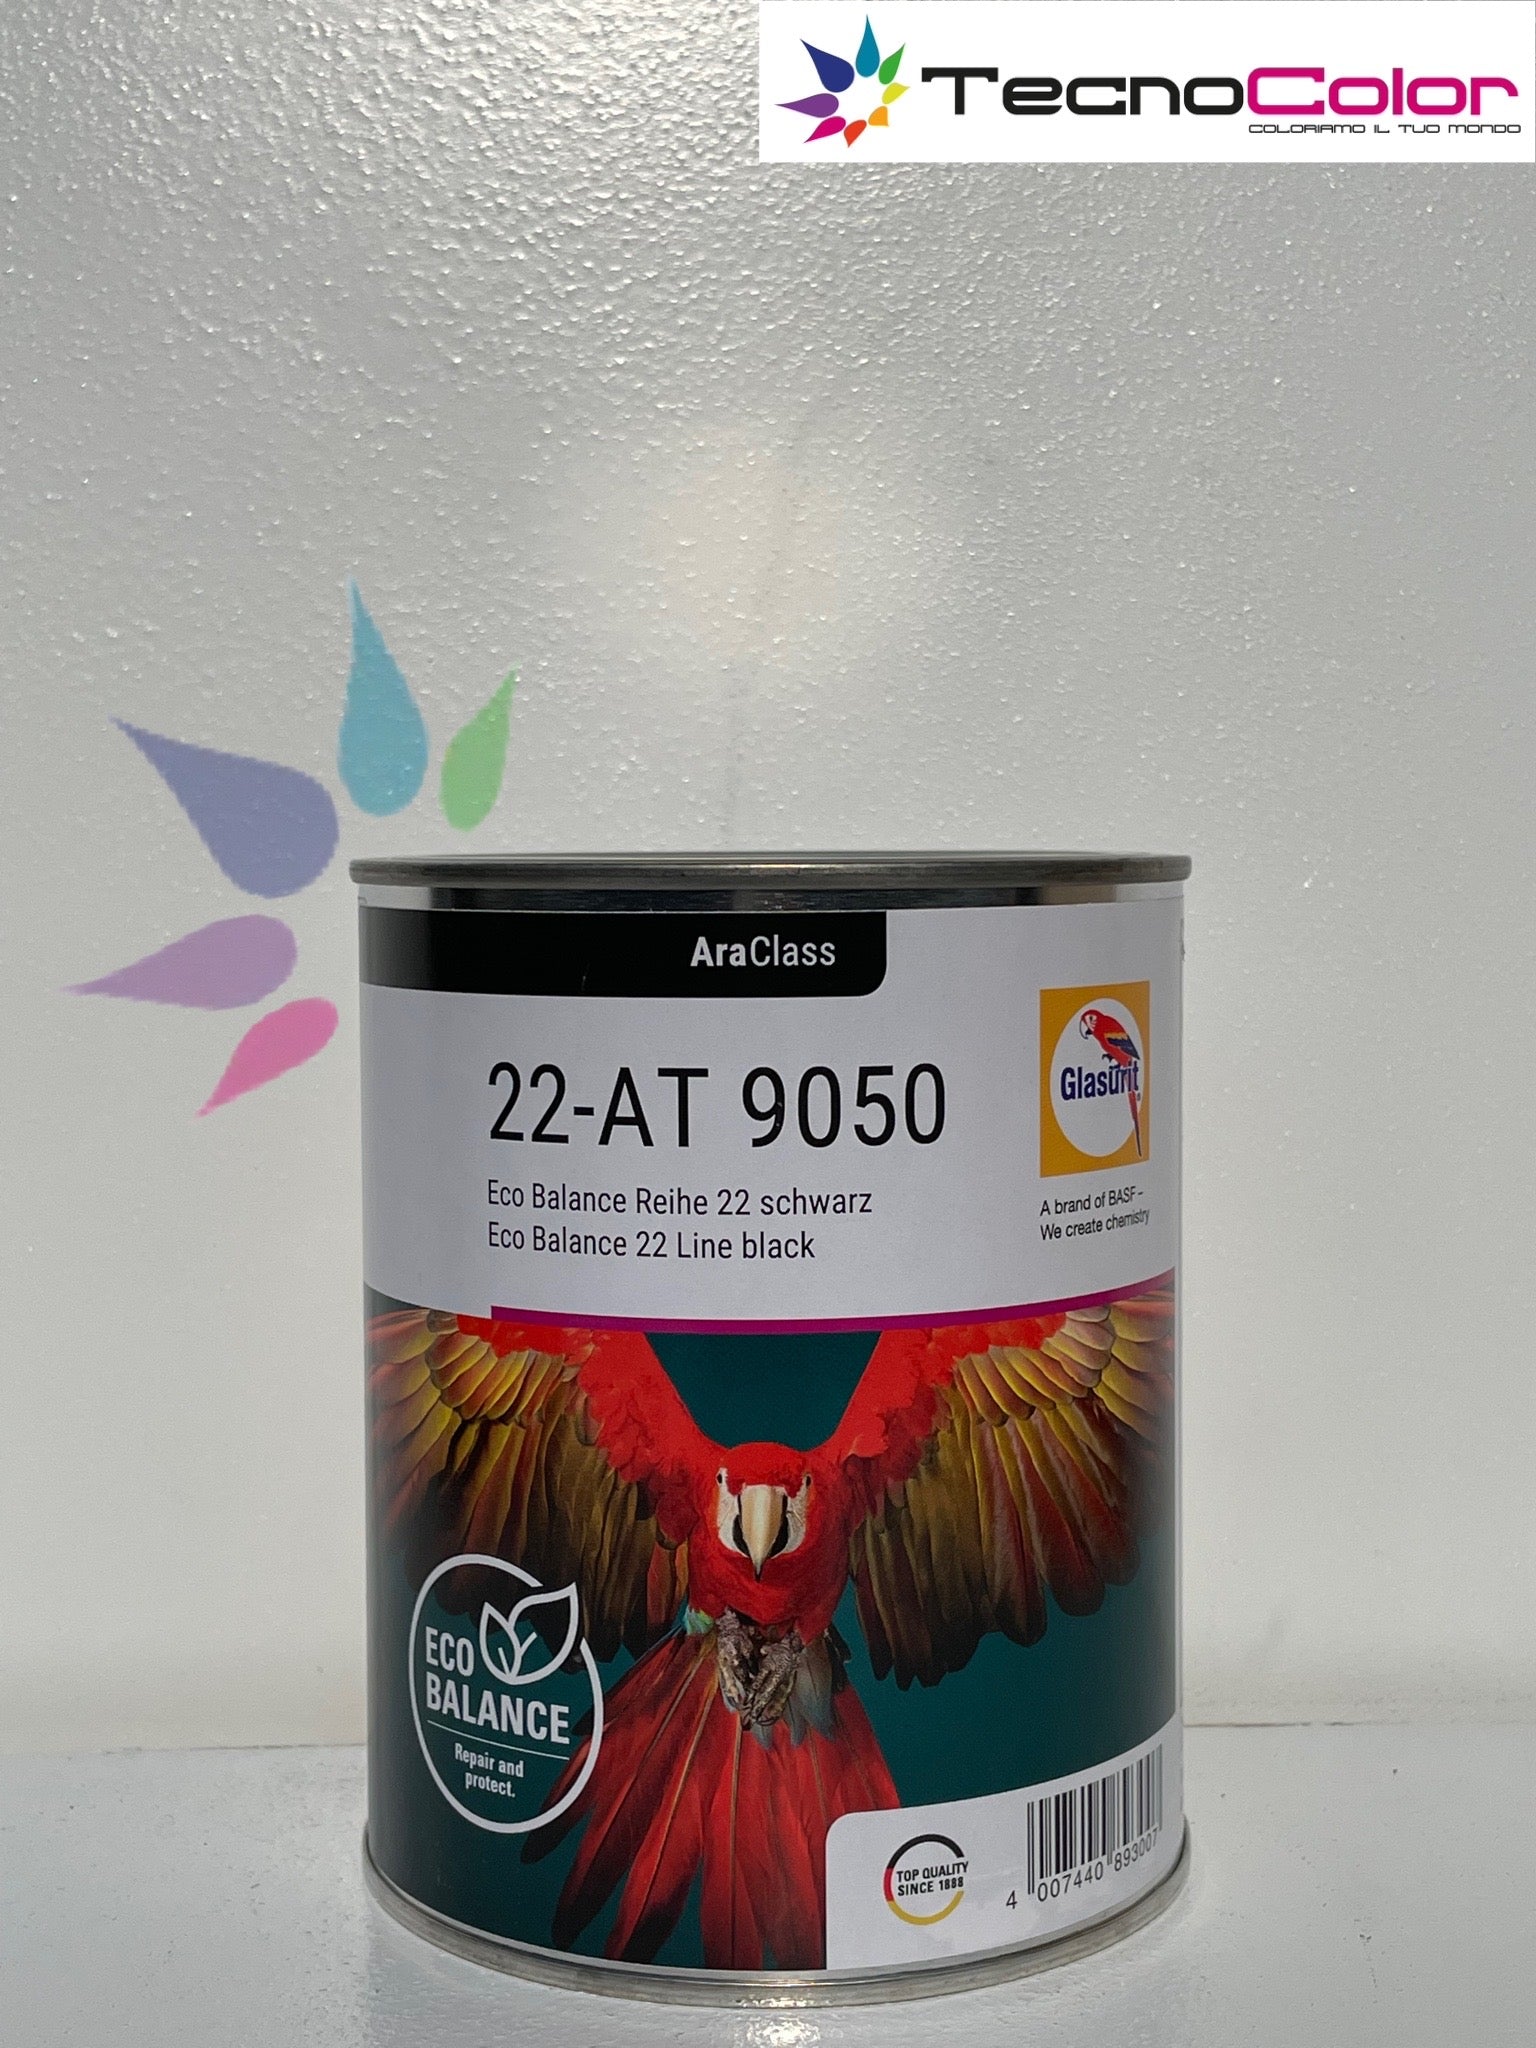 TecnoColor
COLORIAMO IL TUO MONDO
AraClass
22-AT 9050
Eco Balance Reihe 22 schwarz
Eco Balance 22 Line black
Glasurit®
A brand of BASF –
We create chemistry
ECO
BALANCE
Repair and
protect.
TOP QUALITY
SINCE 1888
4 007440 893007